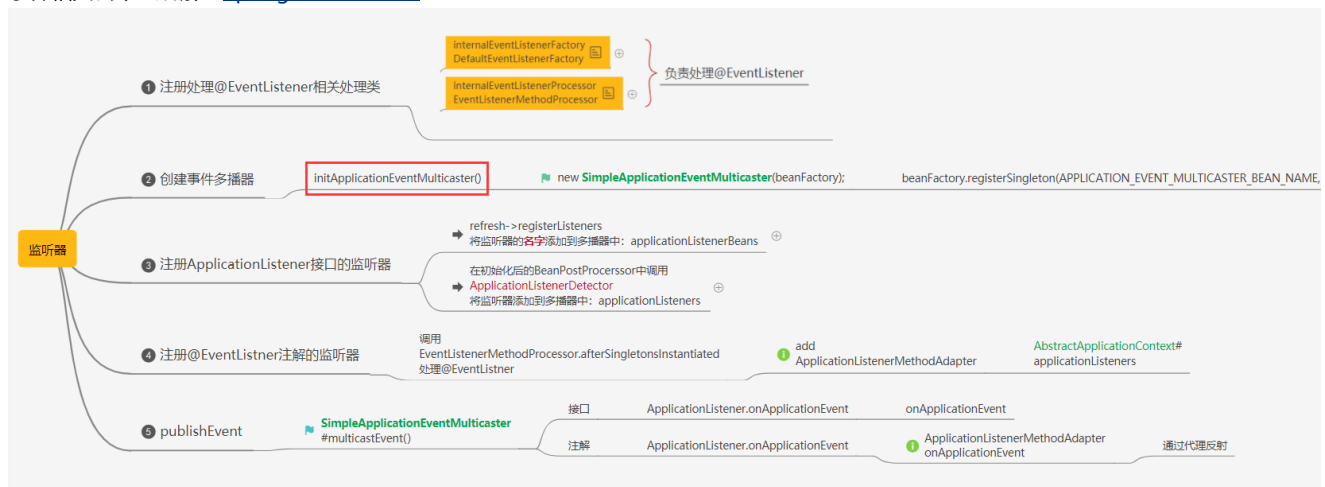 监听器
❶ 注册处理@EventListener相关处理类
internalEventListenerFactory
DefaultEventListenerFactory
internalEventListenerProcessor
EventListenerMethodProcessor
负责处理@EventListener
❷ 创建事件多播器
initApplicationEventMulticaster()
new SimpleApplicationEventMulticaster(beanFactory);
beanFactory.registerSingleton(APPLICATION_EVENT_MULTICASTER_BEAN_NAME,
❸ 注册ApplicationListener接口的监听器
refresh->registerListeners
将监听器的名字添加到多播器中：applicationListenerBeans
在初始化后的BeanPostProcerssor中调用
ApplicationListenerDetector
将监听器添加到多播器中：applicationListeners
❹ 注册@EventListner注解的监听器
调用
EventListenerMethodProcessor.afterSingletonsInstantiated
处理@EventListner
add
ApplicationListenerMethodAdapter
AbstractApplicationContext#
applicationListeners
❺ publishEvent
SimpleApplicationEventMulticaster
#multicastEvent()
接口
ApplicationListener.onApplicationEvent
onApplicationEvent
注解
ApplicationListener.onApplicationEvent
ApplicationListenerMethodAdapter
onApplicationEvent
通过代理反射